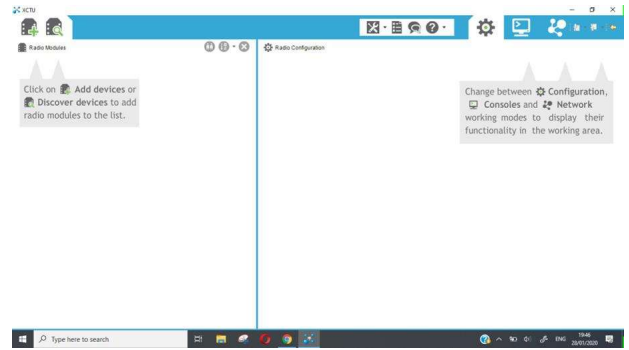 XCTU
Radio Modules
Radio Configuration
Click on Add devices or
Discover devices to add
radio modules to the list.
Change between Configuration,
Consoles and Network
working modes to display their
functionality in the working area.
Type here to search
ENG
19:46
28/01/2020